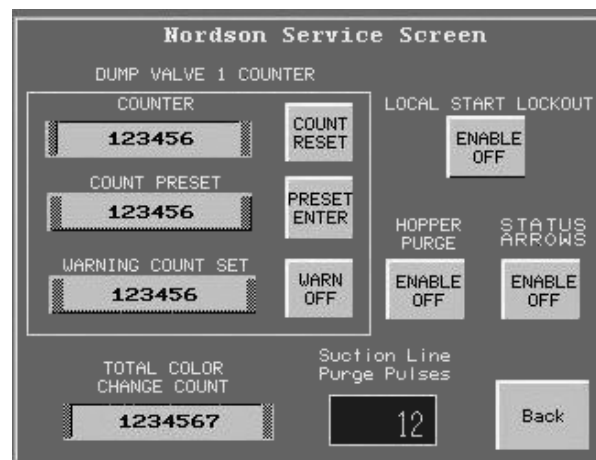 Nordson Service Screen
DUMP VALVE 1 COUNTER
COUNTER
123456
COUNT
RESET
COUNT PRESET
123456
PRESET
ENTER
WARNING COUNT SET
123456
WARN
OFF
LOCAL START LOCKOUT
ENABLE
OFF
HOPPER
PURGE
ENABLE
OFF
STATUS
ARROWS
ENABLE
OFF
TOTAL COLOR
CHANGE COUNT
1234567
Suction Line
Purge Pulses
12
Back